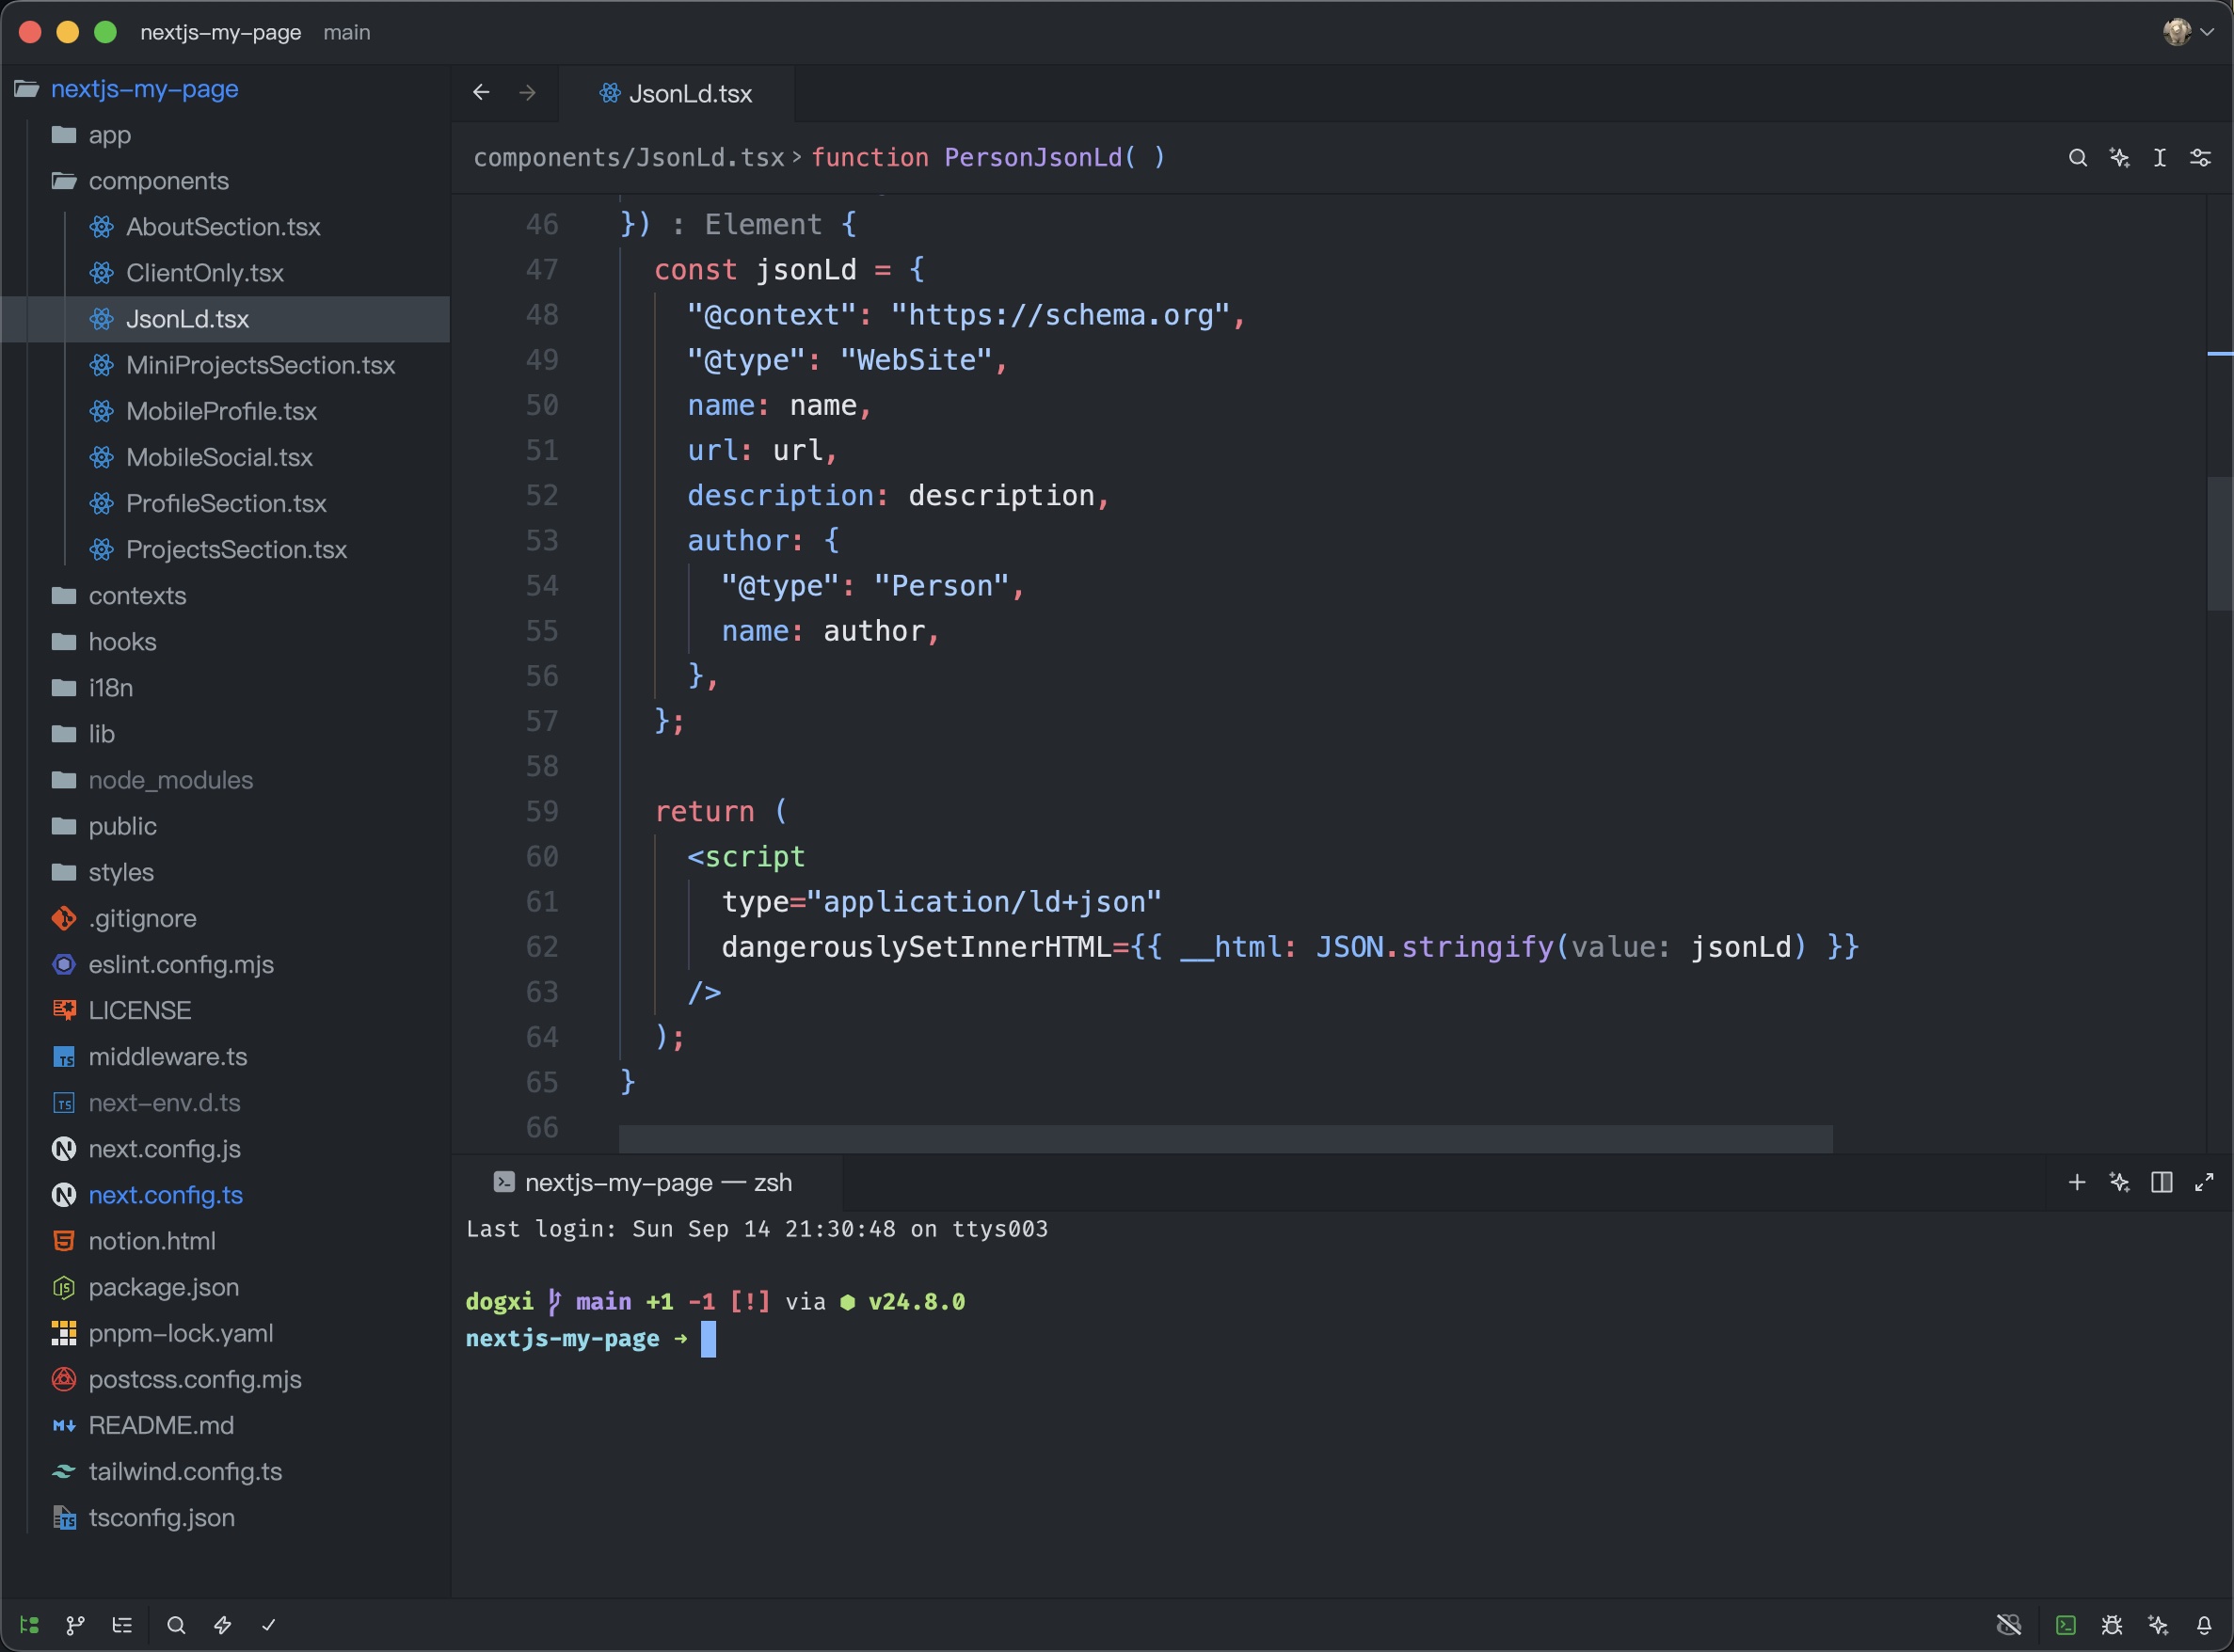 nextjs-my-page main
nextjs-my-page
app
components
AboutSection.tsx
ClientOnly.tsx
JsonLd.tsx
MiniProjectsSection.tsx
MobileProfile.tsx
MobileSocial.tsx
ProfileSection.tsx
ProjectsSection.tsx
contexts
hooks
i18n
lib
node_modules
public
styles
.gitignore
eslint.config.mjs
LICENSE
middleware.ts
next-env.d.ts
next.config.js
next.config.ts
notion.html
package.json
pnpm-lock.yaml
postcss.config.mjs
README.md
tailwind.config.ts
tsconfig.json
JsonLd.tsx
components/JsonLd.tsx › function PersonJsonLd( )
46 }) : Element {
47 const jsonLd = {
48 "@context": "https://schema.org",
49 "@type": "WebSite",
50 name: name,
51 url: url,
52 description: description,
53 author: {
54 "@type": "Person",
55 name: author,
56 },
57 };
58
59 return (
60 <script
61 type="application/ld+json"
62 dangerouslySetInnerHTML={{ __html: JSON.stringify(value: jsonLd) }}
63 />
64 );
65 }
66
nextjs-my-page — zsh
Last login: Sun Sep 14 21:30:48 on ttys003
dogxi main +1 -1 [!] via ⬢ v24.8.0
nextjs-my-page →